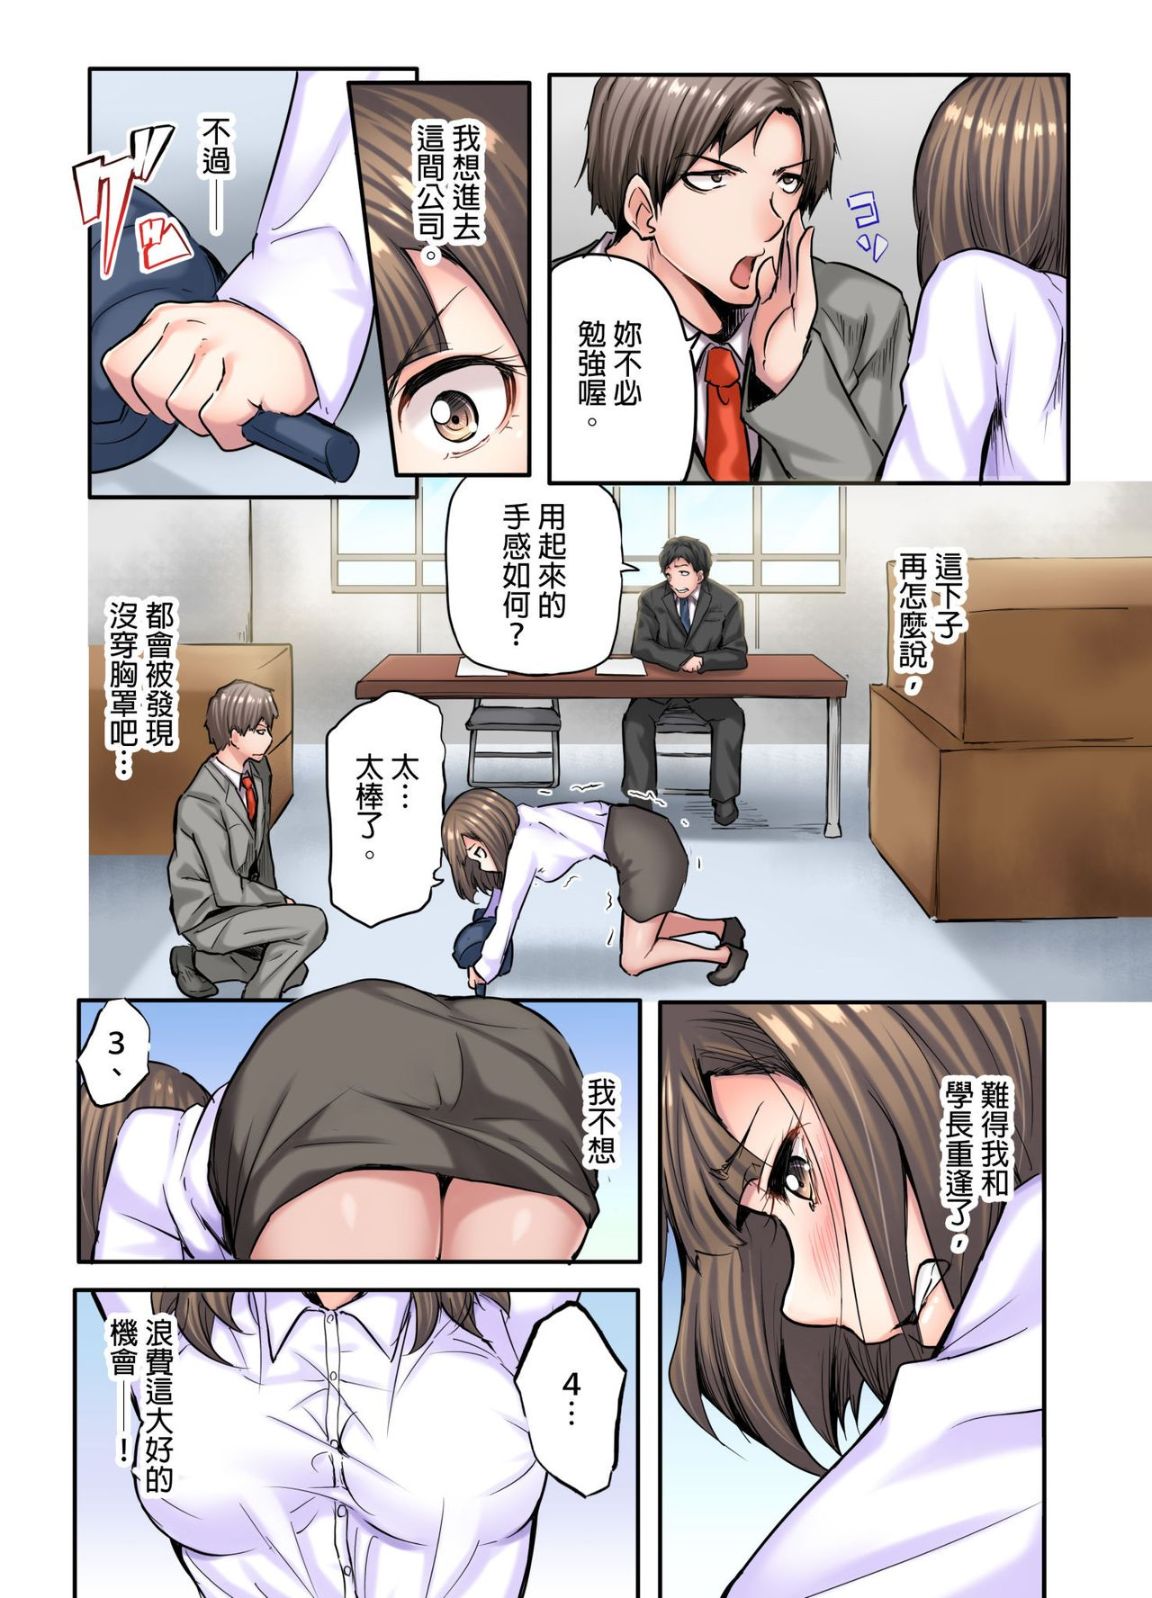 妳不必
勉強喔。
コソッ
我想進去
這間公司。
不過——
グッ
這下子
再怎麼說，
用起來的
手感如何？
太…
太棒了。
都會被發現
沒穿胸罩吧…
難得我和
學長重逢了，
我不想
3、
4…
浪費這大好的
機會——！